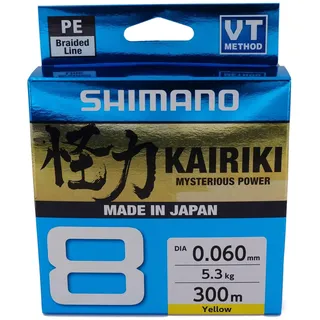 PE
Braided
Line
VT
METHOD
SHIMANO
怪力 KAIRIKI
MYSTERIOUS POWER
MADE IN JAPAN
8
DIA 0.060mm
5.3kg
300m
Yellow